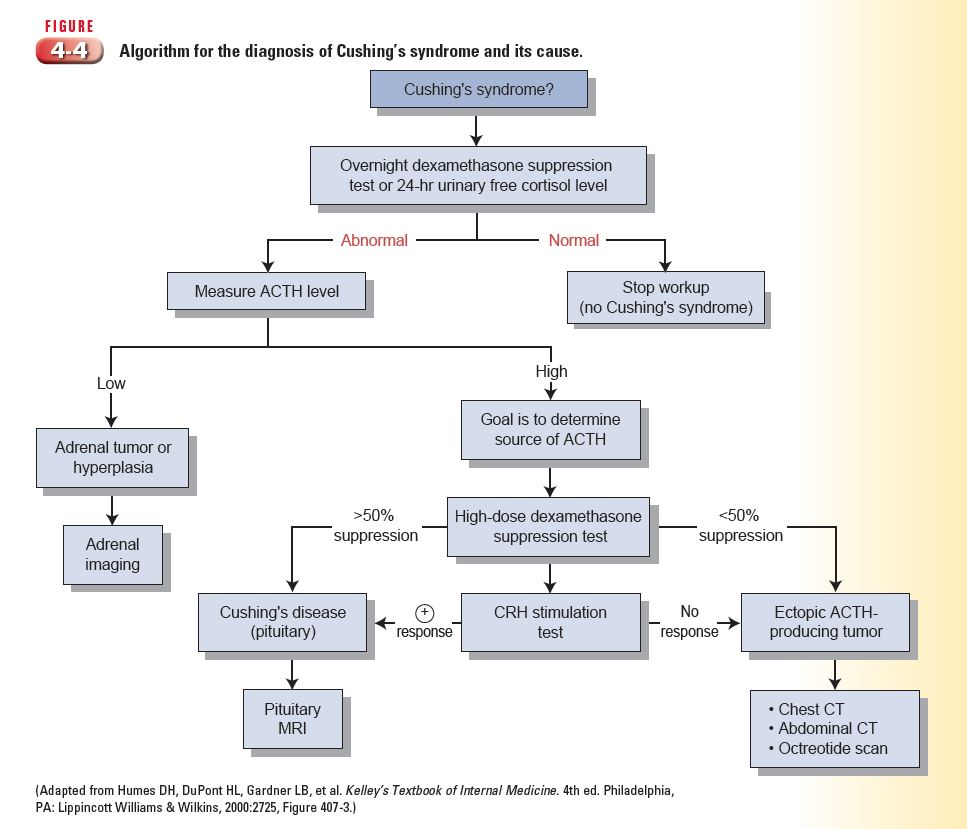 FIGURE
4-4
Algorithm for the diagnosis of Cushing's syndrome and its cause.
Cushing's syndrome?
Overnight dexamethasone suppression
test or 24-hr urinary free cortisol level
Abnormal
Normal
Measure ACTH level
Stop workup
(no Cushing's syndrome)
Low
High
Adrenal tumor or
hyperplasia
Goal is to determine
source of ACTH
Adrenal
imaging
>50%
suppression
High-dose dexamethasone
suppression test
<50%
suppression
Cushing's disease
(pituitary)
+
response
CRH stimulation
test
No
response
Ectopic ACTH-
producing tumor
Pituitary
MRI
• Chest CT
• Abdominal CT
• Octreotide scan
(Adapted from Humes DH, DuPont HL, Gardner LB, et al. Kelley's Textbook of Internal Medicine. 4th ed. Philadelphia,
PA: Lippincott Williams & Wilkins, 2000:2725, Figure 407-3.)